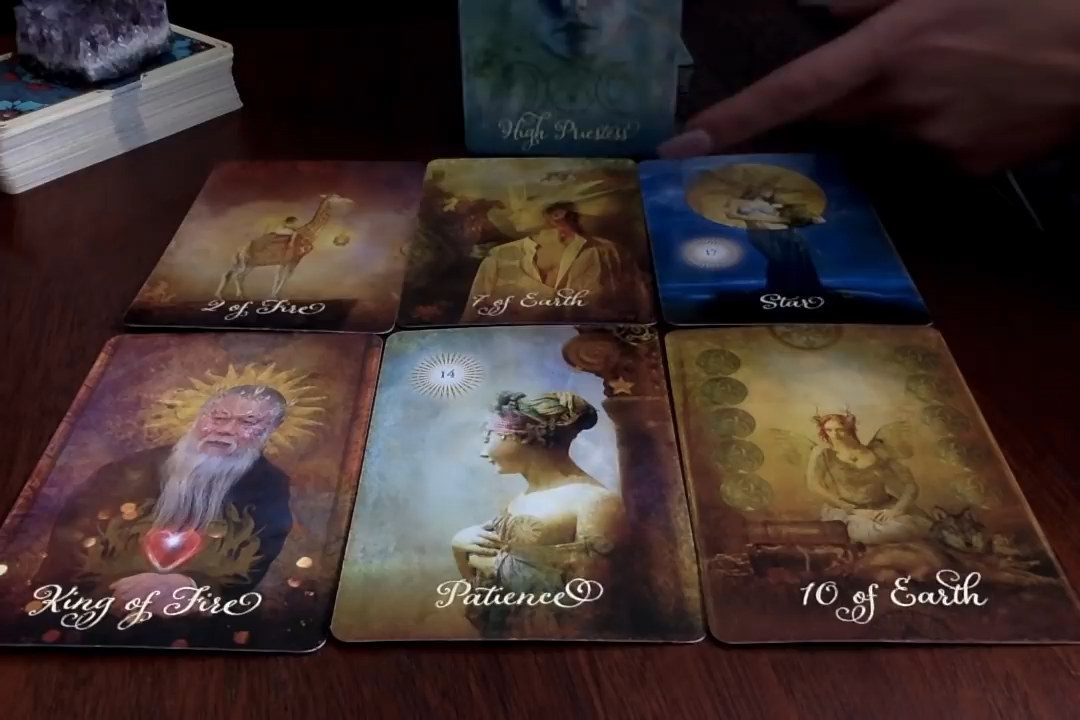 High Priestess
2 of Fire
7 of Earth
17
Star
14
King of Fire
Patience
10 of Earth